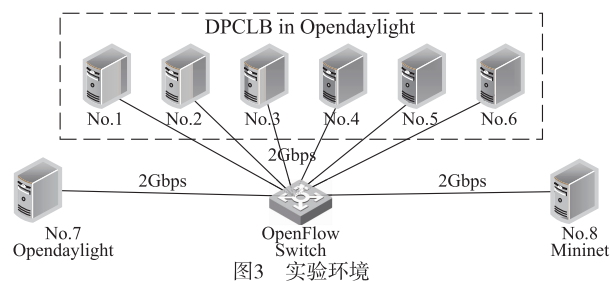 DPCLB in Opendaylight
No.1 No.2 No.3 No.4 No.5 No.6
2Gbps
2Gbps 2Gbps
No.7 OpenFlow No.8
Opendaylight Switch Mininet
图3 实验环境